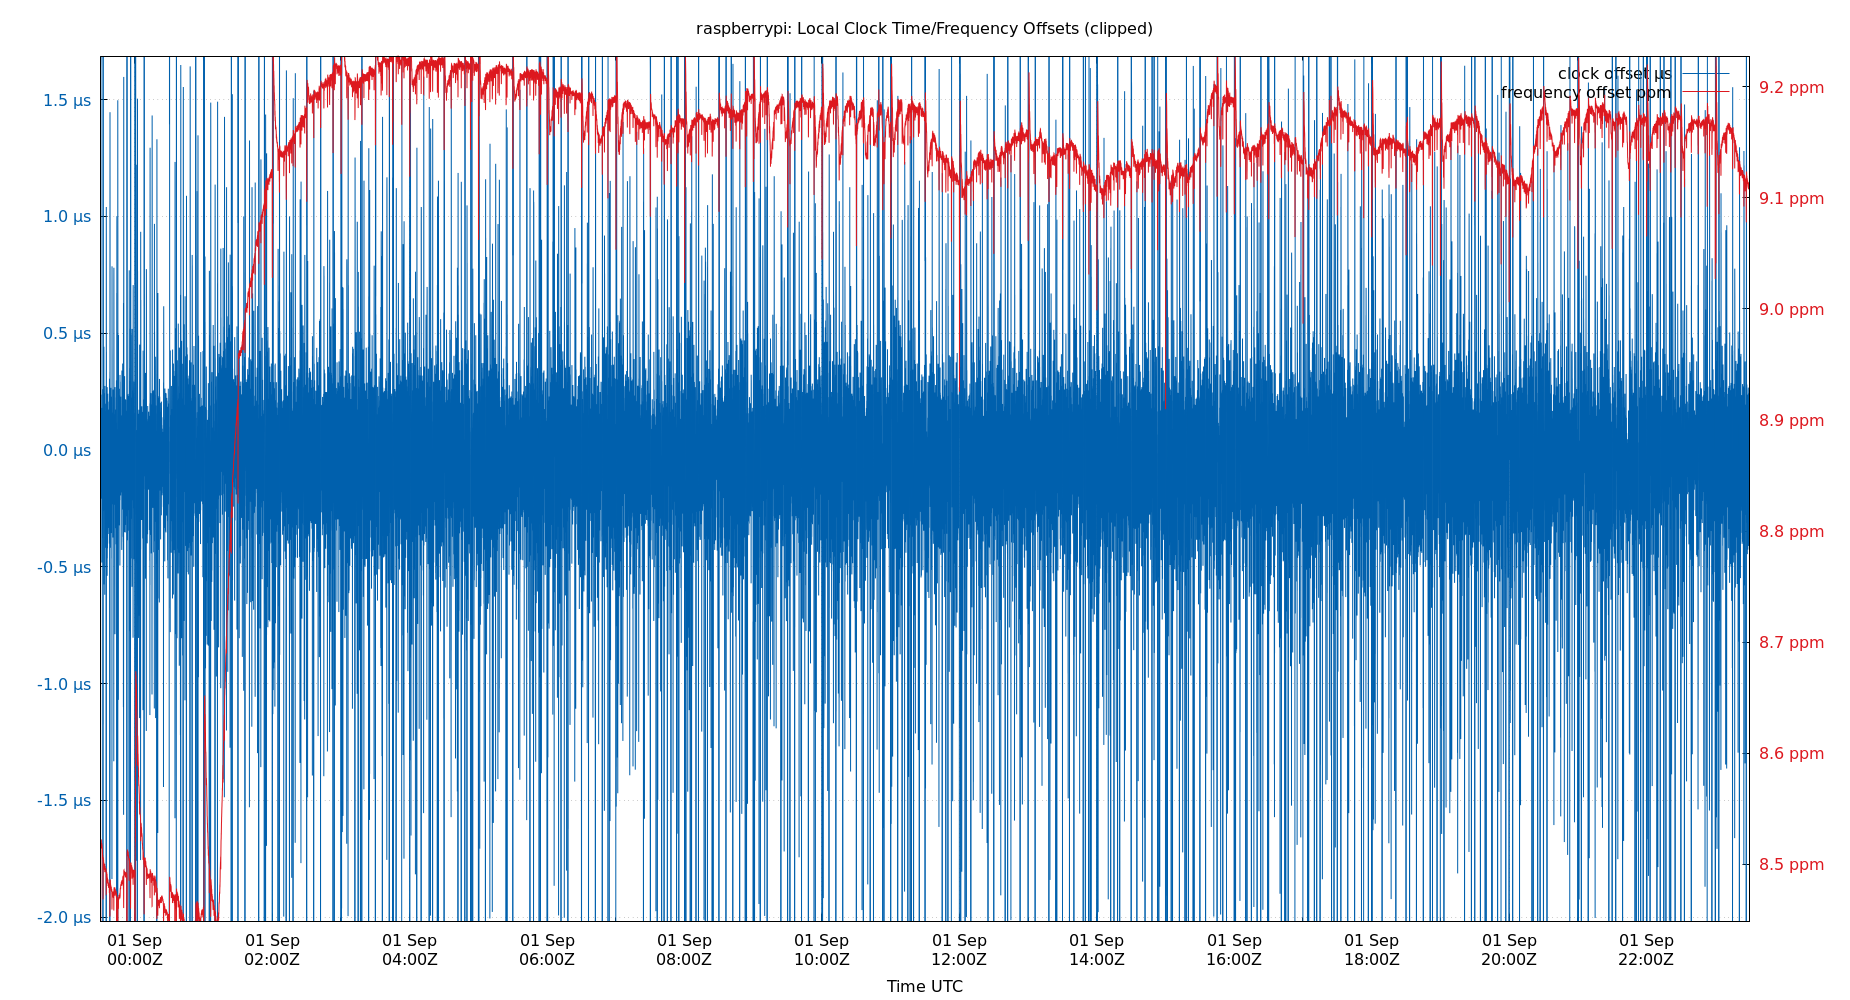 raspberrypi: Local Clock Time/Frequency Offsets (clipped)
clock offset µs
frequency offset ppm
1.5 µs
1.0 µs
0.5 µs
0.0 µs
-0.5 µs
-1.0 µs
-1.5 µs
-2.0 µs
9.2 ppm
9.1 ppm
9.0 ppm
8.9 ppm
8.8 ppm
8.7 ppm
8.6 ppm
8.5 ppm
01 Sep 01 Sep 01 Sep 01 Sep 01 Sep 01 Sep 01 Sep 01 Sep 01 Sep 01 Sep 01 Sep 01 Sep
00:00Z 02:00Z 04:00Z 06:00Z 08:00Z 10:00Z 12:00Z 14:00Z 16:00Z 18:00Z 20:00Z 22:00Z
Time UTC